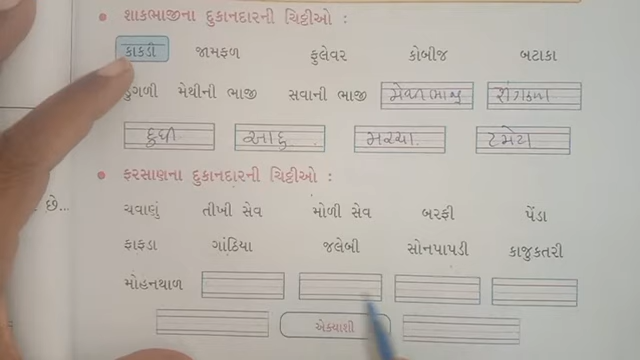 • શાકભાજીના દુકાનદારની ચિઠ્ઠીઓ :
કાકડી જામફળ ફુલેવર કોબીજ બટાકા
ડુગળી મેથીની ભાજી સવાની ભાજી
દુધી આદુ મરચા ટમેટા
• ફરસાણના દુકાનદારની ચિઠ્ઠીઓ :
છે...
ચવાણું તીખી સેવ મોળી સેવ બરફી પેંડા
ફાફડા ગાંઠિયા જલેબી સોનપાપડી કાજુકતરી
મોહનથાળ
એક્યાશી